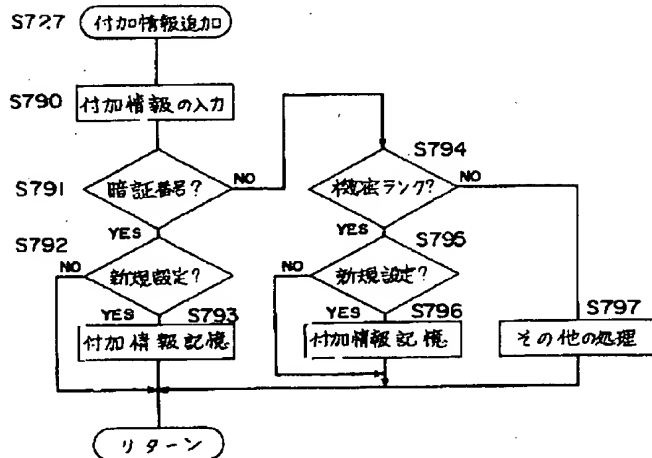 S727 付加情報追加
S790 付加情報の入力
S791 暗証番号? NO
S794 機密ランク? NO
YES
YES
S792 新規設定? NO
S795 新規設定? NO
YES S793
YES S796
S797
付加情報記憶
付加情報記憶
その他の処理
リターン